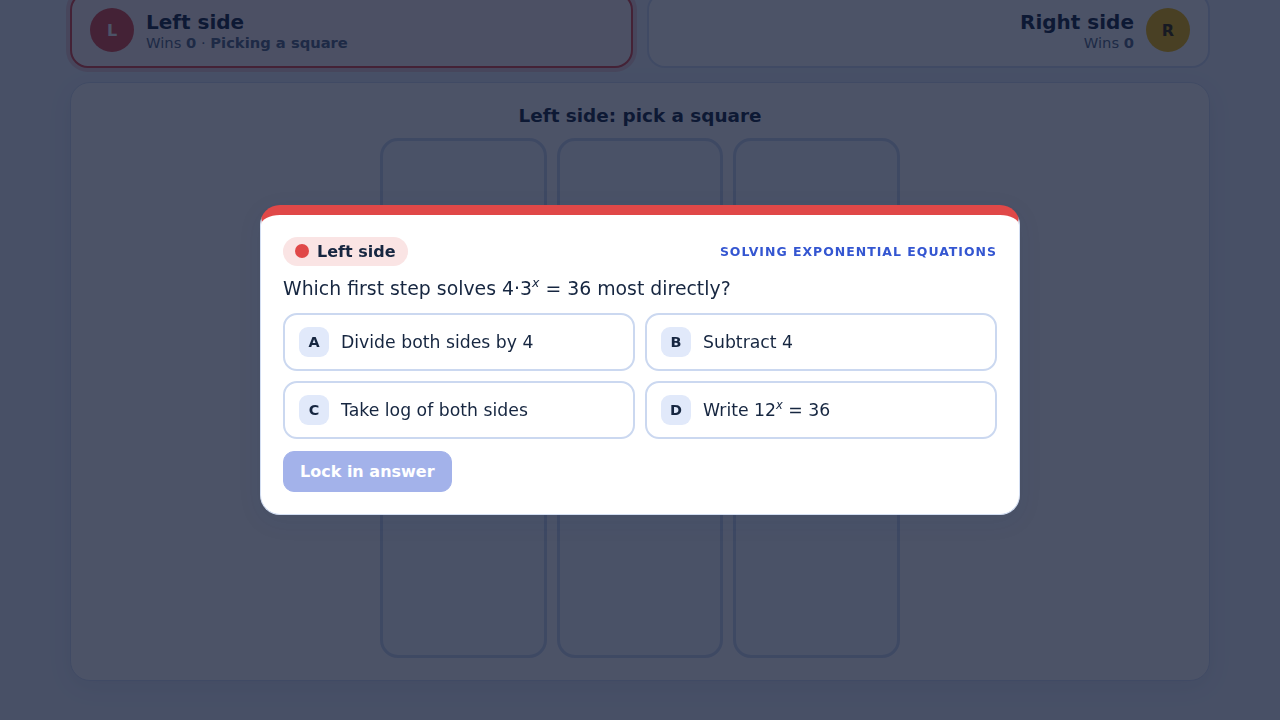 L
Left side
Wins 0 · Picking a square
Right side
Wins 0
R
Left side: pick a square
Left side
SOLVING EXPONENTIAL EQUATIONS
Which first step solves 4·3ˣ = 36 most directly?
A Divide both sides by 4
B Subtract 4
C Take log of both sides
D Write 12ˣ = 36
Lock in answer